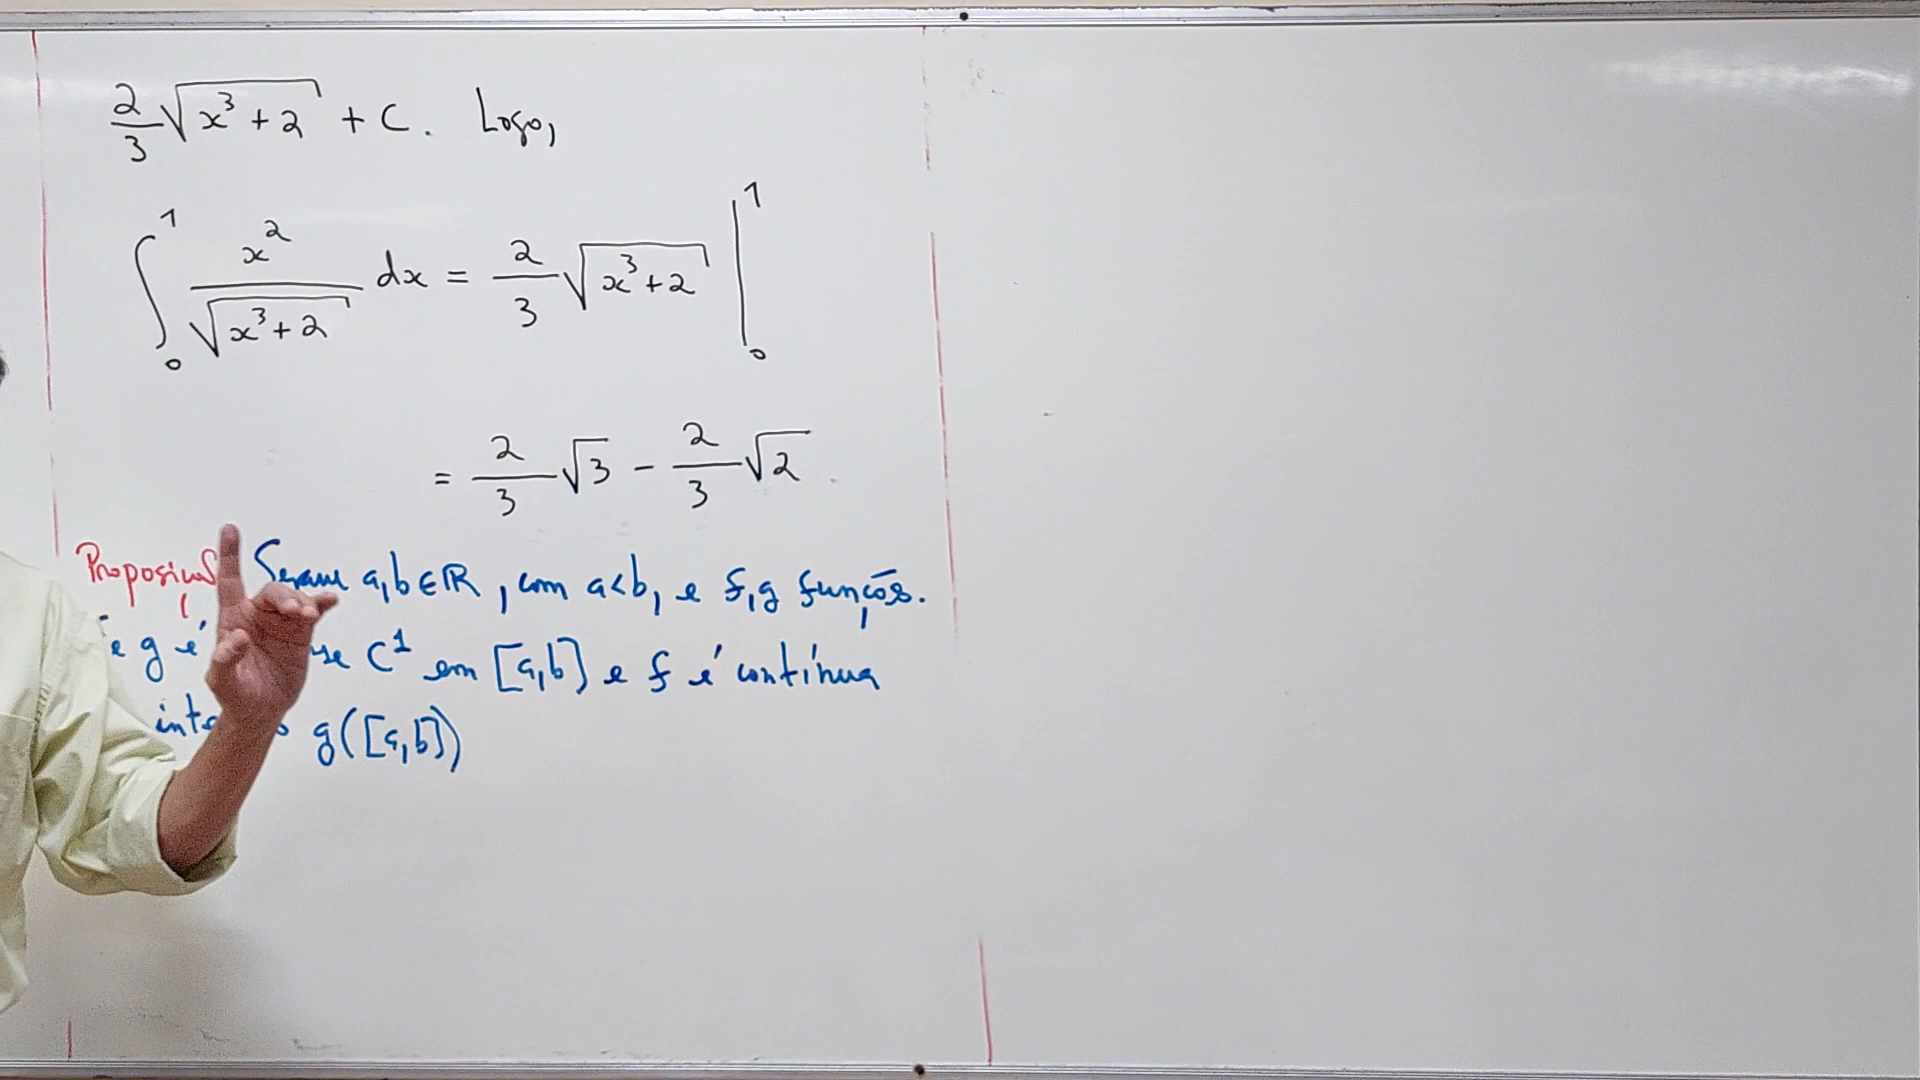 2/3 √(x³+2) + C. Logo,
∫₀¹ x²/√(x³+2) dx = 2/3 √(x³+2) |₀¹
= 2/3 √3 - 2/3 √2.
Proposição Sejam a,b∈ℝ, com a<b, e f,g funções.
g é C¹ em [a,b] e f é contínua
g([a,b])